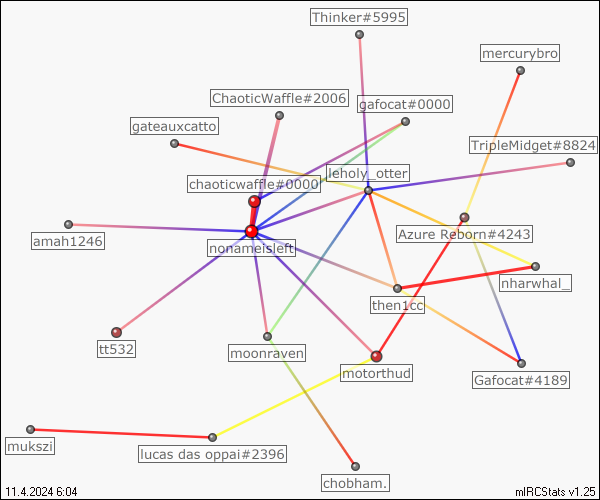 Thinker#5995
mercurybro
ChaoticWaffle#2006
gafocat#0000
gateauxcatto
TripleMidget#8824
leholy_otter
chaoticwaffle#0000
Azure Reborn#4243
amah1246
nonameisleft
nharwhal_
then1cc
tt532
moonraven
motorthud
Gafocat#4189
mukszi
lucas das oppai#2396
chobham.
11.4.2024 6:04
mIRCStats v1.25